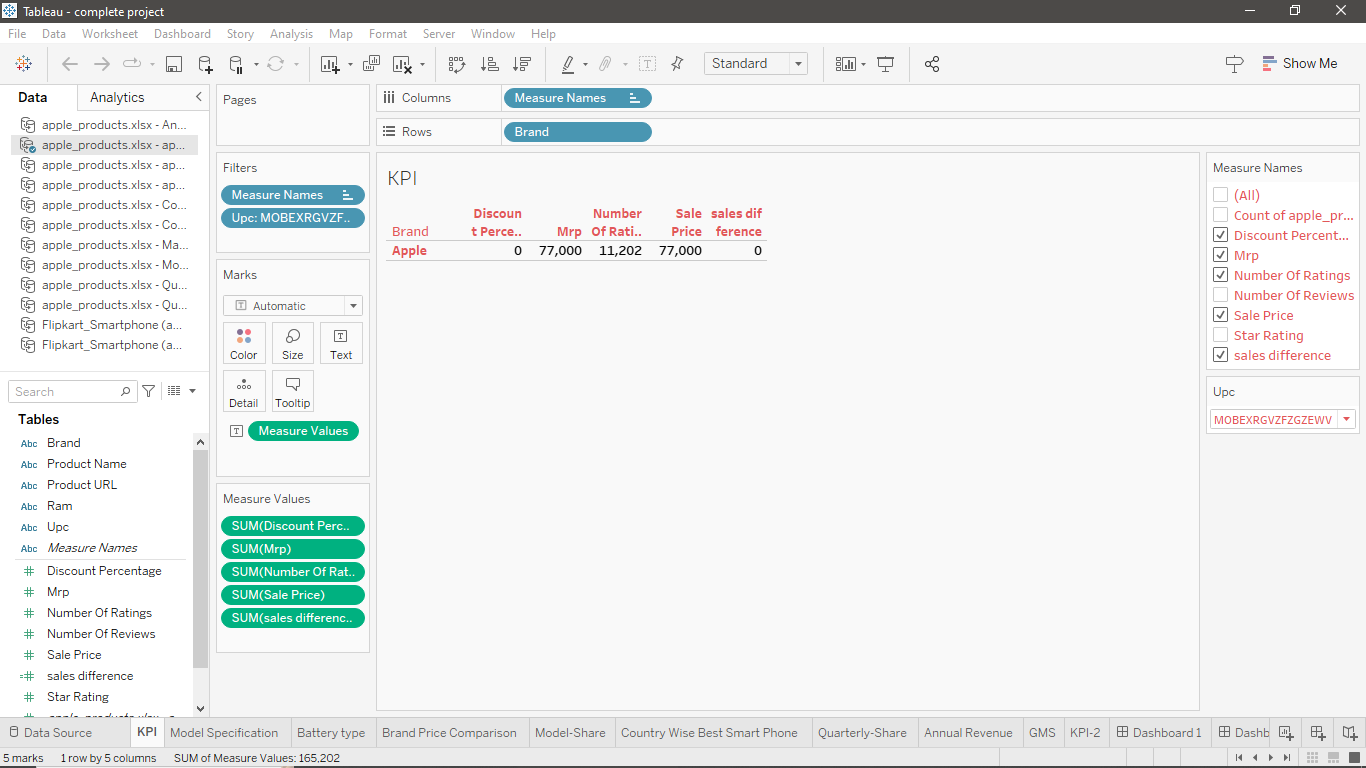 Tableau - complete project
File Data Worksheet Dashboard Story Analysis Map Format Server Window Help
Standard
Show Me
Data Analytics
apple_products.xlsx - An...
apple_products.xlsx - ap...
apple_products.xlsx - ap...
apple_products.xlsx - ap...
apple_products.xlsx - Co...
apple_products.xlsx - Co...
apple_products.xlsx - Ma...
apple_products.xlsx - Mo...
apple_products.xlsx - Qu...
apple_products.xlsx - Qu...
Flipkart_Smartphone (a...
Flipkart_Smartphone (a...
Search
Tables
Abc Brand
Abc Product Name
Abc Product URL
Abc Ram
Abc Upc
Abc Measure Names
# Discount Percentage
# Mrp
# Number Of Ratings
# Number Of Reviews
# Sale Price
=# sales difference
# Star Rating
Pages
Filters
Measure Names
Upc: MOBEXRGVZF..
Marks
Automatic
Color Size Text
Detail Tooltip
Measure Values
Measure Values
SUM(Discount Perc..
SUM(Mrp)
SUM(Number Of Rat..
SUM(Sale Price)
SUM(sales differenc..
Columns Measure Names
Rows Brand
KPI
Discoun Number Sale sales dif
Brand t Perce.. Mrp Of Rati.. Price ference
Apple 0 77,000 11,202 77,000 0
Measure Names
(All)
Count of apple_pr...
Discount Percent...
Mrp
Number Of Ratings
Number Of Reviews
Sale Price
Star Rating
sales difference
Upc
MOBEXRGVZFZGZEWV
Data Source KPI Model Specification Battery type Brand Price Comparison Model-Share Country Wise Best Smart Phone Quarterly-Share Annual Revenue GMS KPI-2 Dashboard 1 Dashb
5 marks 1 row by 5 columns SUM of Measure Values: 165,202